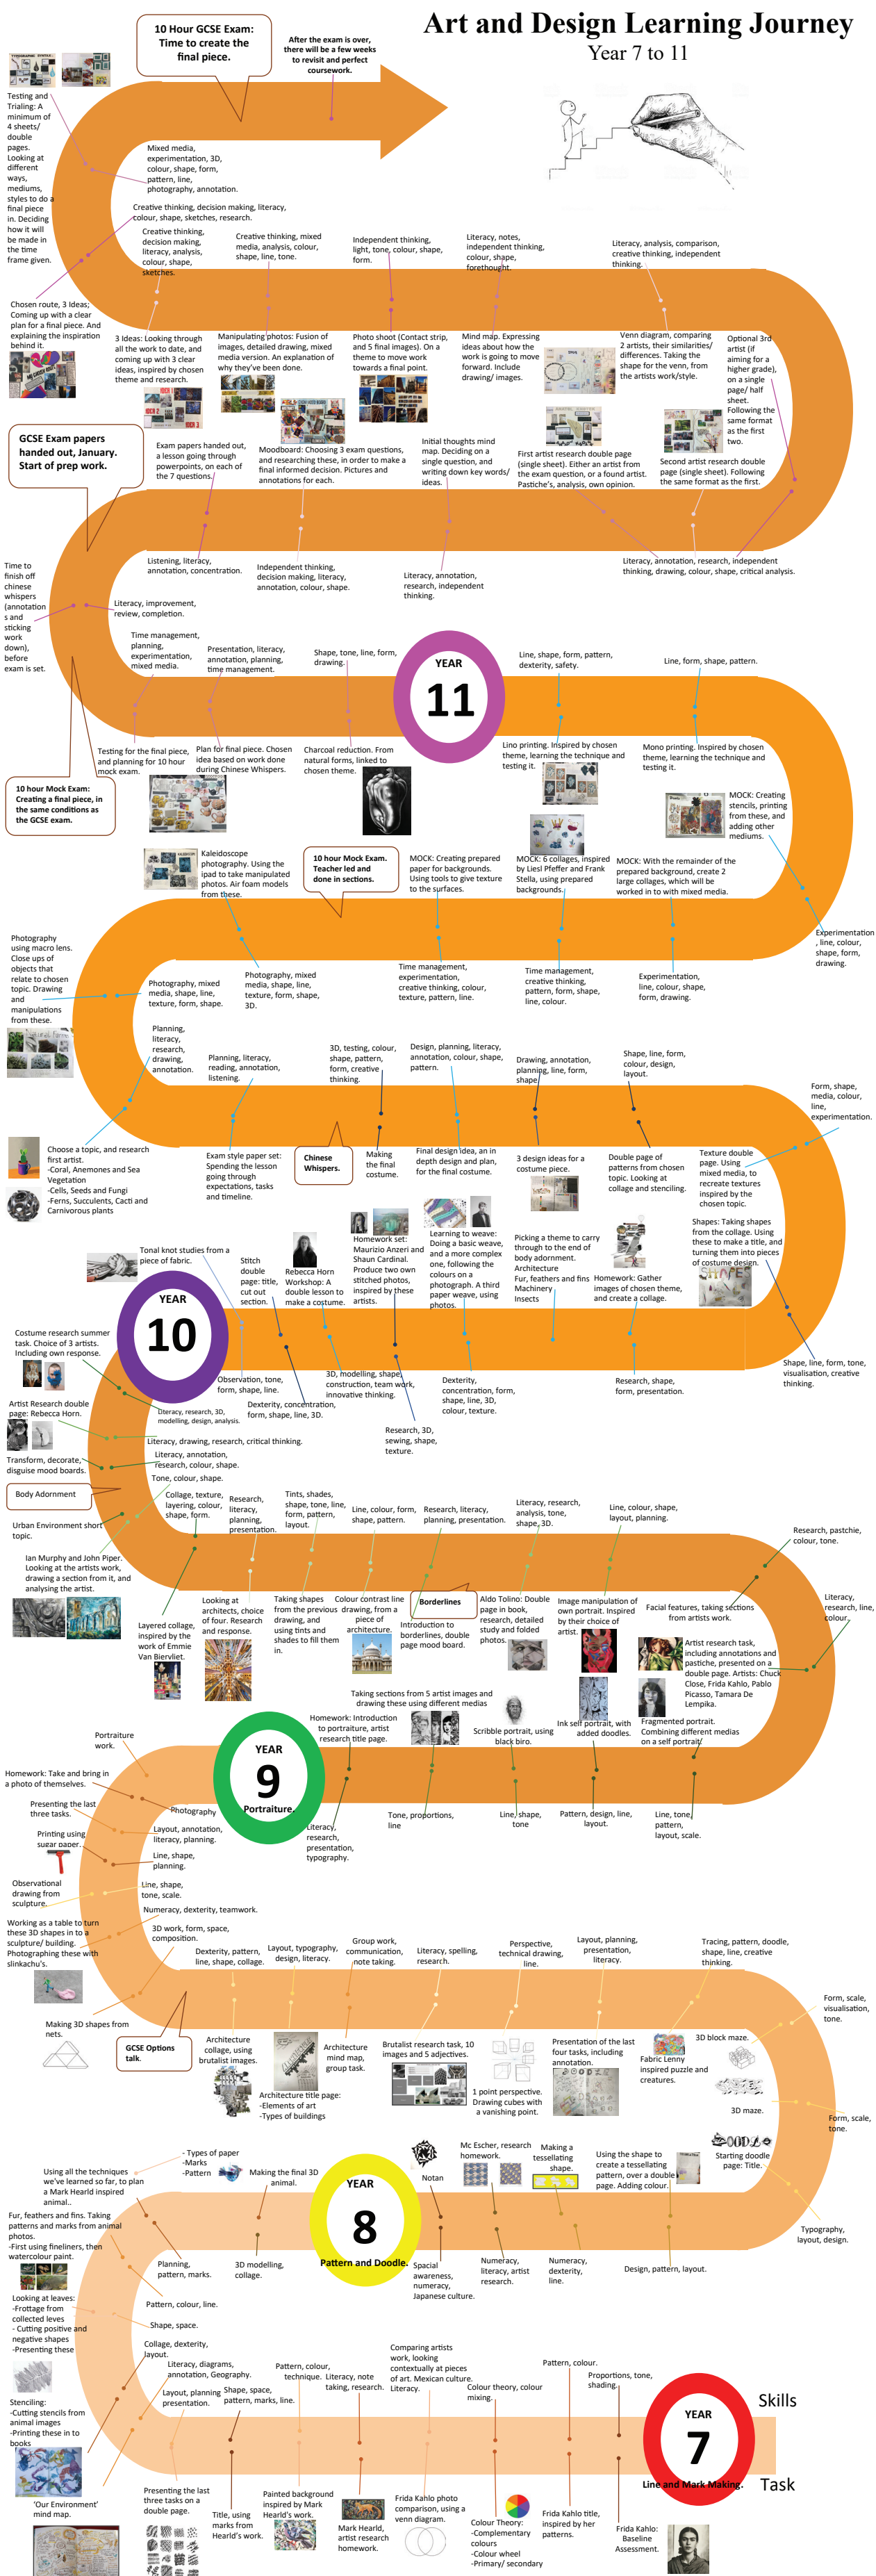 Art and Design Learning Journey
Year 7 to 11
10 Hour GCSE Exam:
Time to create the
final piece.
After the exam is over,
there will be a few weeks
to revisit and perfect
coursework.
Testing and
Trialing: A
minimum of
4 sheets/
double
pages.
Looking at
different
ways,
mediums,
styles to do a
final piece
in. Deciding
how it will
be made in
the time
frame given.
Mixed media,
experimentation, 3D,
colour, shape, form,
pattern, line,
photography, annotation.
Creative thinking, decision making, literacy,
colour, shape, sketches, research.
Creative thinking,
decision making,
literacy, analysis,
colour, shape,
sketches.
Creative thinking, mixed
media, analysis, colour,
shape, line, tone.
Independent thinking,
light, tone, colour, shape,
form.
Literacy, notes,
independent thinking,
colour, shape,
forethought.
Literacy, analysis, comparison,
creative thinking, independent
thinking.
Chosen route, 3 Ideas;
Coming up with a clear
plan for a final piece. And
explaining the inspiration
behind it.
3 Ideas: Looking through
all the work to date, and
coming up with 3 clear
ideas, inspired by chosen
theme and research.
Manipulating photos: Fusion of
images, detailed drawing, mixed
media version. An explanation of
why they've been done.
Photo shoot (Contact strip,
and 5 final images). On a
theme to move work
towards a final point.
Mind map. Expressing
ideas about how the
work is going to move
forward. Include
drawing/ images.
Venn diagram, comparing
2 artists, their similarities/
differences. Taking the
shape for the venn, from
the artists work/style.
Optional 3rd
artist (if
aiming for a
higher grade),
on a single
page/ half
sheet.
Following the
same format
as the first
two.
GCSE Exam papers
handed out, January.
Start of prep work.
Exam papers handed out,
a lesson going through
powerpoints, on each of
the 7 questions.
Moodboard: Choosing 3 exam questions,
and researching these, in order to make a
final informed decision. Pictures and
annotations for each.
Initial thoughts mind
map. Deciding on a
single question, and
writing down key words/
ideas.
First artist research double page
(single sheet). Either an artist from
the exam question, or a found artist.
Pastiche's, analysis, own opinion.
Second artist research double
page (single sheet). Following
the same format as the first.
Time to
finish off
chinese
whispers
(annotation
s and
sticking
work
down),
before
exam is set.
Listening, literacy,
annotation, concentration.
Independent thinking,
decision making, literacy,
annotation, colour, shape.
Literacy, annotation,
research, independent
thinking.
Literacy, annotation, research, independent
thinking, drawing, colour, shape, critical analysis.
Literacy, improvement,
review, completion.
Time management,
planning,
experimentation,
mixed media.
Presentation, literacy,
annotation, planning,
time management.
Shape, tone, line, form,
drawing.
YEAR
11
Line, shape, form, pattern,
dexterity, safety.
Line, form, shape, pattern.
Testing for the final piece,
and planning for 10 hour
mock exam.
Plan for final piece. Chosen
idea based on work done
during Chinese Whispers.
Charcoal reduction. From
natural forms, linked to
chosen theme.
Lino printing. Inspired by chosen
theme, learning the technique and
testing it.
Mono printing. Inspired by chosen
theme, learning the technique and
testing it.
10 hour Mock Exam:
Creating a final piece, in
the same conditions as
the GCSE exam.
MOCK: Creating
stencils, printing
from these, and
adding other
mediums.
Kaleidoscope
photography. Using the
ipad to take manipulated
photos. Air foam models
from these.
10 hour Mock Exam.
Teacher led and
done in sections.
MOCK: Creating prepared
paper for backgrounds.
Using tools to give texture
to the surfaces.
MOCK: 6 collages, inspired
by Liesl Pfeffer and Frank
Stella, using prepared
backgrounds.
MOCK: With the remainder of the
prepared background, create 2
large collages, which will be
worked in to with mixed media.
Experimentation
, line, colour,
shape, form,
drawing.
Photography
using macro lens.
Close ups of
objects that
relate to chosen
topic. Drawing
and
manipulations
from these.
Photography, mixed
media, shape, line,
texture, form, shape.
Photography, mixed
media, shape, line,
texture, form, shape,
3D.
Time management,
experimentation,
creative thinking, colour,
texture, pattern, line.
Time management,
creative thinking,
pattern, form, shape,
line, colour.
Experimentation,
line, colour, shape,
form, drawing.
Planning,
literacy,
research,
drawing,
annotation.
Planning, literacy,
reading, annotation,
listening.
3D, testing, colour,
shape, pattern,
form, creative
thinking.
Design, planning, literacy,
annotation, colour, shape,
pattern.
Drawing, annotation,
planning, line, form,
shape.
Shape, line, form,
colour, design,
layout.
Form, shape,
media, colour,
line,
experimentation.
Choose a topic, and research
first artist.
-Coral, Anemones and Sea
Vegetation
-Cells, Seeds and Fungi
-Ferns, Succulents, Cacti and
Carnivorous plants
Exam style paper set:
Spending the lesson
going through
expectations, tasks
and timeline.
Chinese
Whispers.
Making
the final
costume.
Final design idea, an in
depth design and plan,
for the final costume.
3 design ideas for a
costume piece.
Double page of
patterns from chosen
topic. Looking at
collage and stenciling.
Texture double
page. Using
mixed media, to
recreate textures
inspired by the
chosen topic.
Tonal knot studies from a
piece of fabric.
Stitch
double
page: title,
cut out
section.
Rebecca Horn
Workshop: A
double lesson to
make a costume.
Homework set:
Maurizio Anzeri and
Shaun Cardinal.
Produce two own
stitched photos,
inspired by these
artists.
Learning to weave:
Doing a basic weave,
and a more complex
one, following the
colours on a
photograph. A third
paper weave, using
photos.
Picking a theme to carry
through to the end of
body adornment.
Architecture
Fur, feathers and fins
Machinery
Insects
Homework: Gather
images of chosen theme,
and create a collage.
Shapes: Taking shapes
from the collage. Using
these to make a title, and
turning them into pieces
of costume design.
SHAPE
YEAR
10
Costume research summer
task. Choice of 3 artists.
Including own response.
Observation, tone,
form, shape, line.
Dexterity, concentration,
form, shape, line, 3D.
3D, modelling, shape,
construction, team work,
innovative thinking.
Research, 3D,
sewing, shape,
texture.
Dexterity,
concentration, form,
shape, line, 3D,
colour, texture.
Research, shape,
form, presentation.
Shape, line, form, tone,
visualisation, creative
thinking.
Artist Research double
page: Rebecca Horn.
Literacy, research, 3D,
modelling, design, analysis.
Literacy, drawing, research, critical thinking.
Transform, decorate,
disguise mood boards.
Literacy, annotation,
research, colour, shape.
Body Adornment
Tone, colour, shape.
Urban Environment short
topic.
Collage, texture,
layering, colour,
shape, form.
Research,
literacy,
planning,
presentation.
Tints, shades,
shape, tone, line,
form, pattern,
layout.
Line, colour, form,
shape, pattern.
Research, literacy,
planning, presentation.
Literacy, research,
analysis, tone,
shape, 3D.
Line, colour, shape,
layout, planning.
Research, pastchie,
colour, tone.
Ian Murphy and John Piper.
Looking at the artists work,
drawing a section from it, and
analysing the artist.
Layered collage,
inspired by the
work of Emmie
Van Biervliet.
Looking at
architects, choice
of four. Research
and response.
Taking shapes
from the previous
drawing, and
using tints and
shades to fill them
in.
Colour contrast line
drawing, from a
piece of
architecture.
Borderlines
Introduction to
borderlines, double
page mood board.
Aldo Tolino: Double
page in book,
research, detailed
study and folded
photos.
Image manipulation of
own portrait. Inspired
by their choice of
artist.
Facial features, taking sections
from artists work.
Literacy,
research, line,
colour.
Artist research task,
including annotations and
pastiche, presented on a
double page. Artists: Chuck
Close, Frida Kahlo, Pablo
Picasso, Tamara De
Lempika.
Portraiture
work.
YEAR
9
Portraiture.
Homework: Introduction
to portraiture, artist
research title page.
Taking sections from 5 artist images and
drawing these using different medias
Scribble portrait, using
black biro.
Ink self portrait, with
added doodles.
Fragmented portrait.
Combining different medias
on a self portrait.
Homework: Take and bring in
a photo of themselves.
Photography
Literacy,
research,
presentation,
typography.
Tone, proportions,
line
Line, shape,
tone
Pattern, design, line,
layout.
Line, tone,
pattern,
layout, scale.
Presenting the last
three tasks.
Layout, annotation,
literacy, planning.
Printing using
sugar paper.
Line, shape,
planning.
Observational
drawing from
sculpture.
Line, shape,
tone, scale.
Numeracy, dexterity, teamwork.
Working as a table to turn
these 3D shapes in to a
sculpture/ building.
Photographing these with
slinkachu's.
3D work, form, space,
composition.
Dexterity, pattern,
line, shape, collage.
Layout, typography,
design, literacy.
Group work,
communication,
note taking.
Literacy, spelling,
research.
Perspective,
technical drawing,
line.
Layout, planning,
presentation,
literacy.
Tracing, pattern, doodle,
shape, line, creative
thinking.
Form, scale,
visualisation,
tone.
Making 3D shapes from
nets.
GCSE Options
talk.
Architecture
collage, using
brutalist images.
Architecture title page:
-Elements of art
-Types of buildings
Architecture
mind map,
group task.
Brutalist research task, 10
images and 5 adjectives.
1 point perspective.
Drawing cubes with
a vanishing point.
Presentation of the last
four tasks, including
annotation.
Fabric Lenny
inspired puzzle and
creatures.
3D block maze.
3D maze.
Form, scale,
tone.
Starting doodle
page: Title.
Typography,
layout, design.
Using all the techniques
we've learned so far, to plan
a Mark Hearld inspired
animal..
- Types of paper
-Marks
-Pattern
Making the final 3D
animal.
YEAR
8
Pattern and Doodle.
Notan
Mc Escher, research
homework.
Making a
tessellating
shape.
Using the shape to
create a tessellating
pattern, over a double
page. Adding colour.
Fur, feathers and fins. Taking
patterns and marks from animal
photos.
-First using fineliners, then
watercolour paint.
Planning,
pattern, marks.
3D modelling,
collage.
Spacial
awareness,
numeracy,
Japanese culture.
Numeracy,
literacy, artist
research.
Numeracy,
dexterity,
line.
Design, pattern, layout.
Pattern, colour, line.
Looking at leaves:
-Frottage from
collected leves
- Cutting positive and
negative shapes
-Presenting these
Shape, space.
Collage, dexterity,
layout.
Literacy, diagrams,
annotation, Geography.
Layout, planning
presentation.
Shape, space,
pattern, marks, line.
Pattern, colour,
technique.
Literacy, note
taking, research.
Comparing artists
work, looking
contextually at pieces
of art. Mexican culture.
Literacy.
Colour theory, colour
mixing.
Pattern, colour.
Proportions, tone,
shading.
Stenciling:
-Cutting stencils from
animal images
-Printing these in to
books
Skills
YEAR
7
Line and Mark Making.
Task
'Our Environment'
mind map.
Presenting the last
three tasks on a
double page.
Title, using
marks from
Hearld's work.
Painted background
inspired by Mark
Hearld's work.
Mark Hearld,
artist research
homework.
Frida Kahlo photo
comparison, using a
venn diagram.
Colour Theory:
-Complementary
colours
-Colour wheel
-Primary/ secondary
Frida Kahlo title,
inspired by her
patterns.
Frida Kahlo:
Baseline
Assessment.